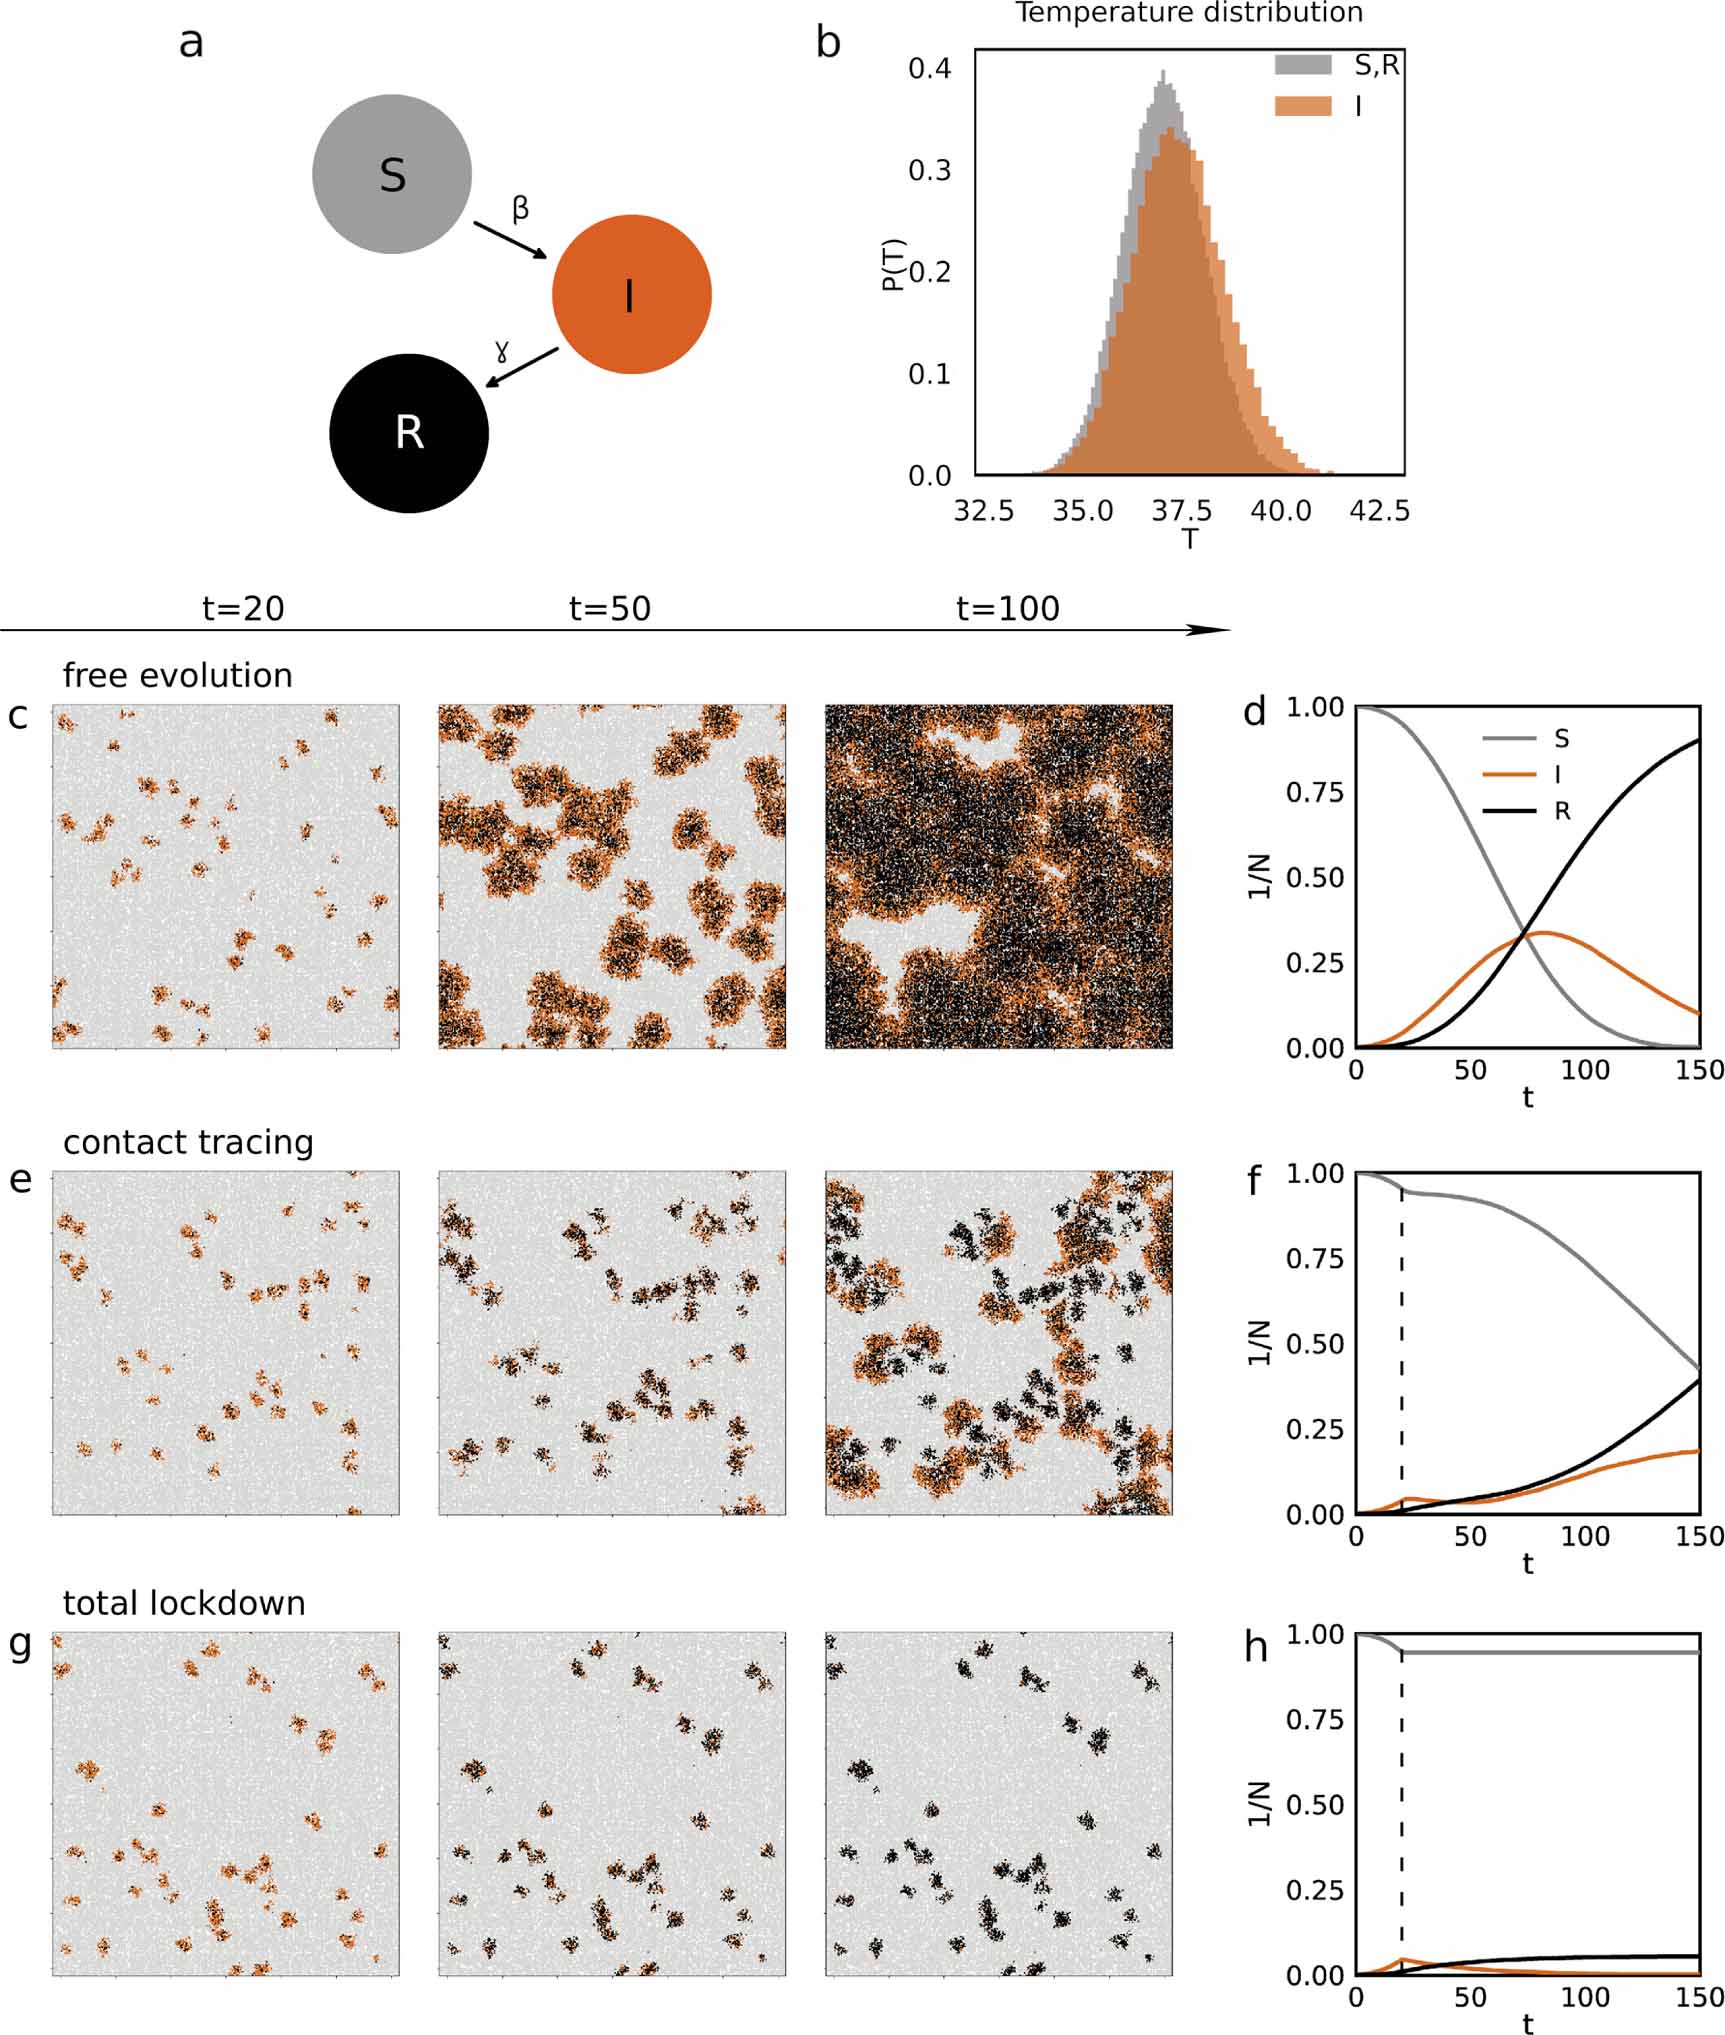 a
S
β
I
γ
R
b
Temperature distribution
S,R
I
P(T)
0.4
0.3
0.2
0.1
0.0
32.5 35.0 37.5 40.0 42.5
T
t=20 t=50 t=100
free evolution
c
d
S
I
R
1/N
1.00
0.75
0.50
0.25
0.00
0 50 100 150
t
contact tracing
e
f
1/N
1.00
0.75
0.50
0.25
0.00
0 50 100 150
t
total lockdown
g
h
1/N
1.00
0.75
0.50
0.25
0.00
0 50 100 150
t